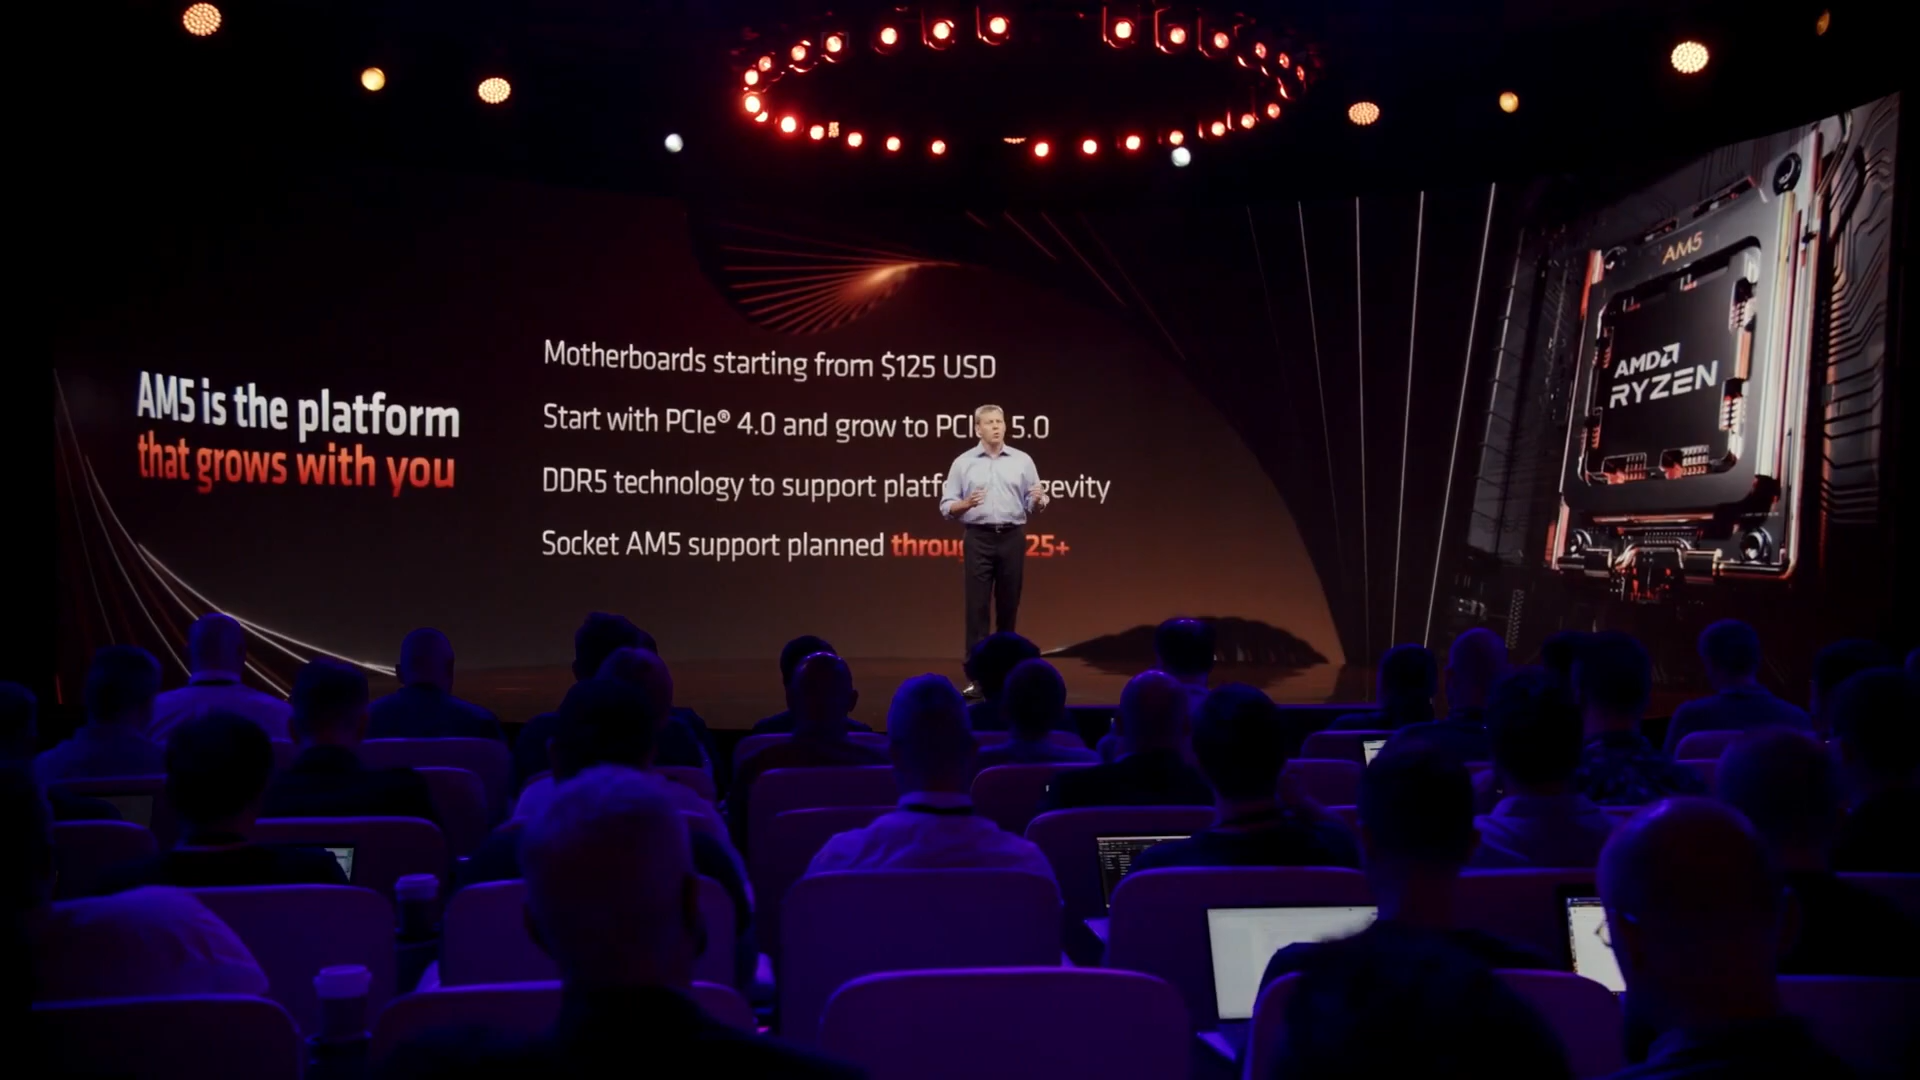 AM5 is the platform
that grows with you
Motherboards starting from $125 USD
Start with PCIe® 4.0 and grow to PCI 5.0
DDR5 technology to support platf gevity
Socket AM5 support planned throu 25+
AM5
AMD
RYZEN